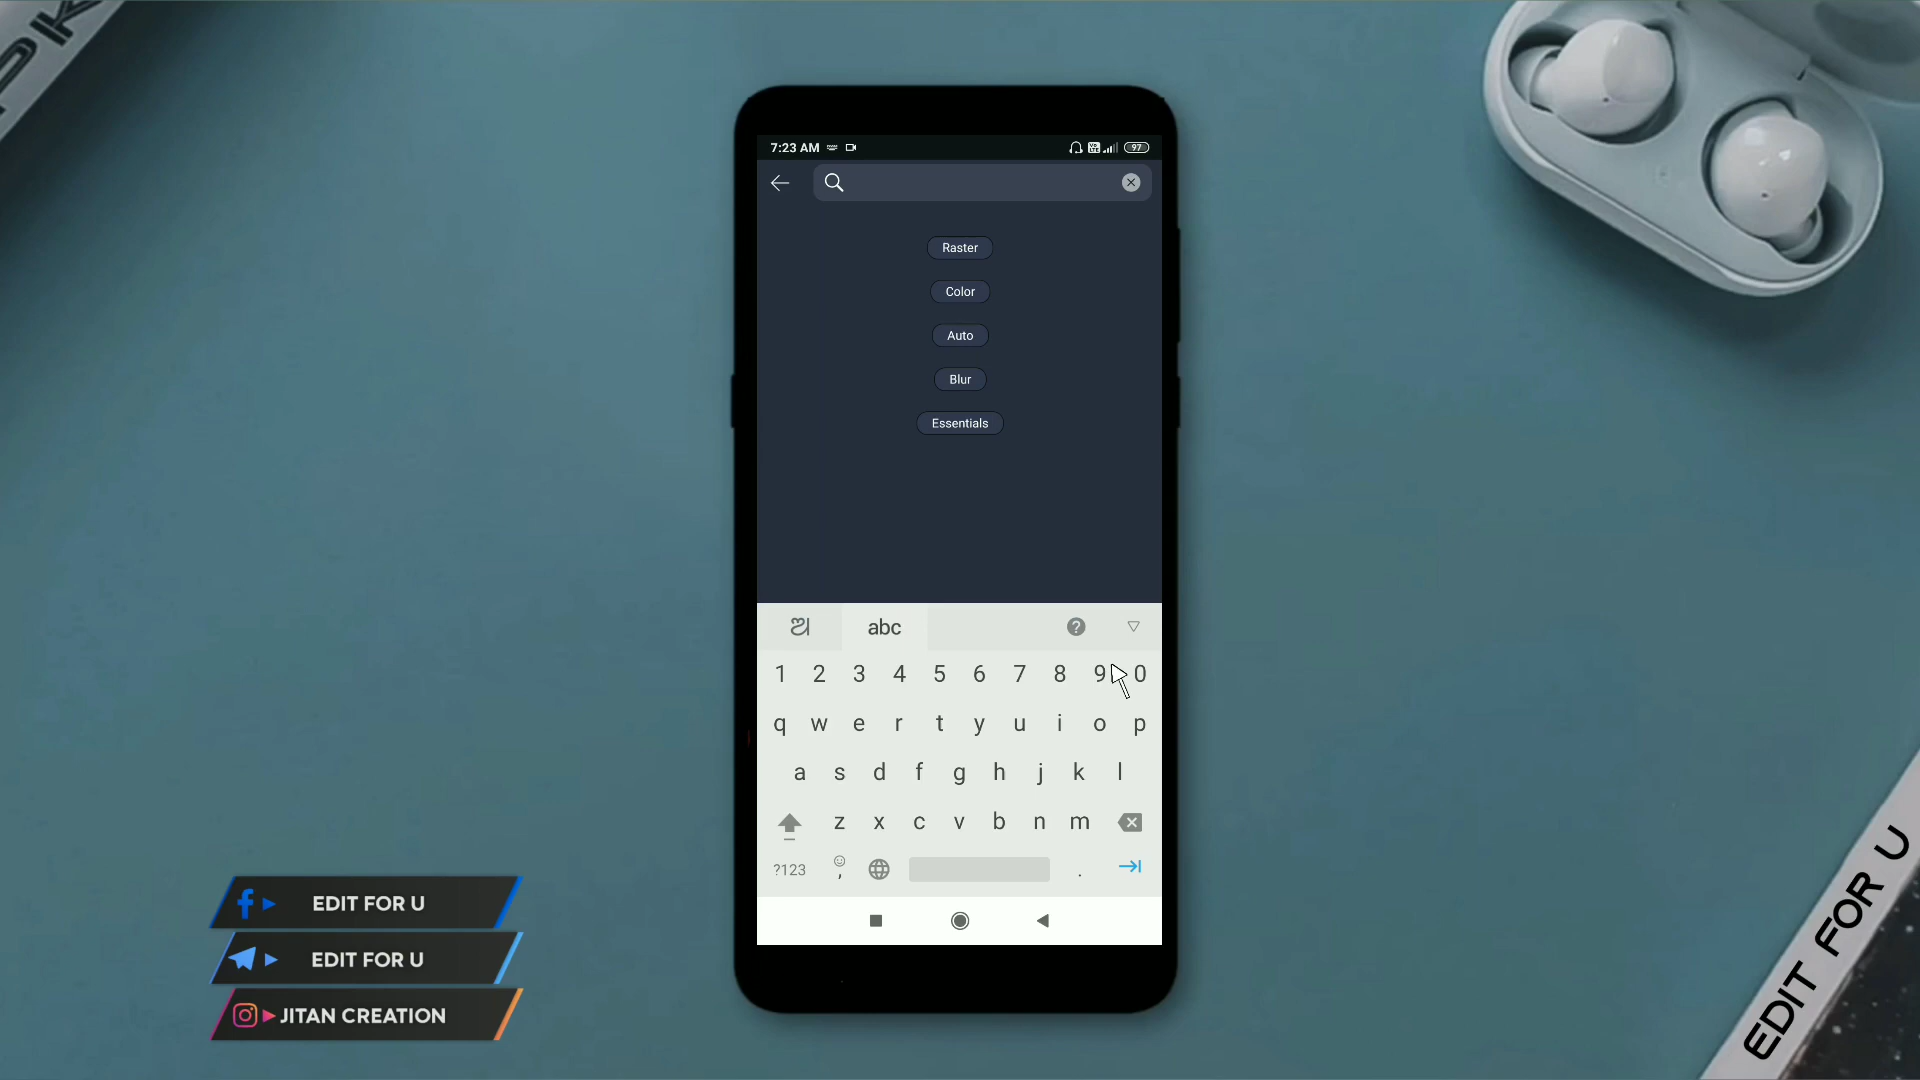 7:23 AM
97
Raster
Color
Auto
Blur
Essentials
ଅ abc ?
1 2 3 4 5 6 7 8 9 0
q w e r t y u i o p
a s d f g h j k l
z x c v b n m
?123 , .
EDIT FOR U
EDIT FOR U
JITAN CREATION
EDIT FOR U